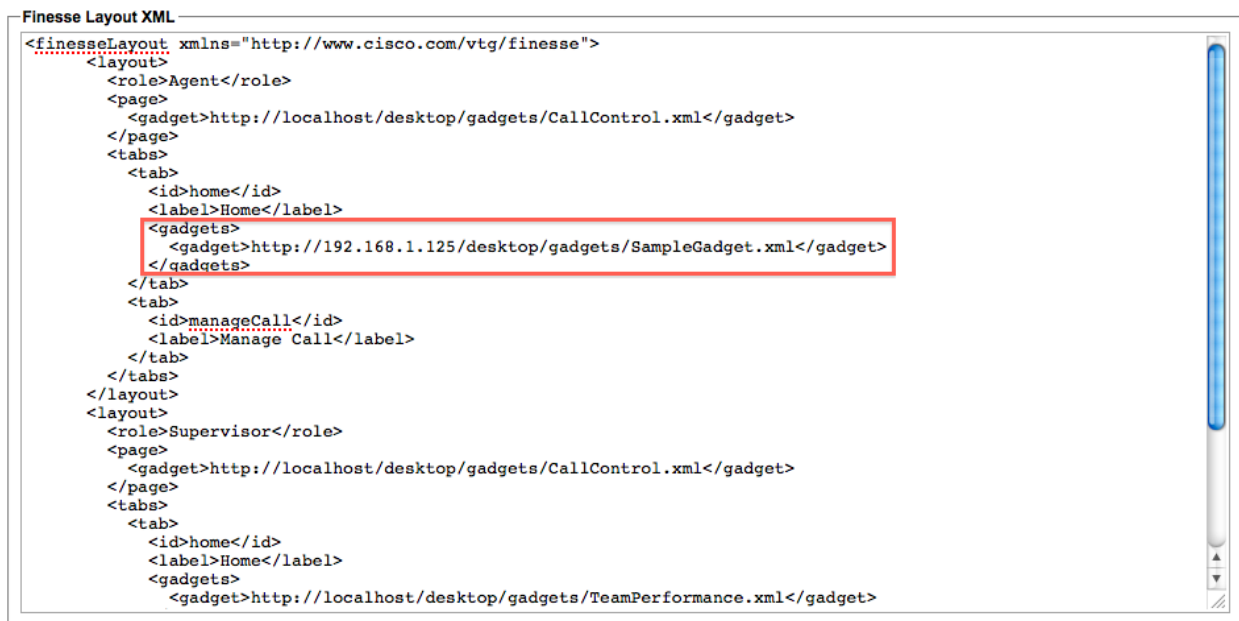 Finesse Layout XML
<finesseLayout xmlns="http://www.cisco.com/vtg/finesse">
<layout>
<role>Agent</role>
<page>
<gadget>http://localhost/desktop/gadgets/CallControl.xml</gadget>
</page>
<tabs>
<tab>
<id>home</id>
<label>Home</label>
<gadgets>
<gadget>http://192.168.1.125/desktop/gadgets/SampleGadget.xml</gadget>
</gadgets>
</tab>
<tab>
<id>manageCall</id>
<label>Manage Call</label>
</tab>
</tabs>
</layout>
<layout>
<role>Supervisor</role>
<page>
<gadget>http://localhost/desktop/gadgets/CallControl.xml</gadget>
</page>
<tabs>
<tab>
<id>home</id>
<label>Home</label>
<gadgets>
<gadget>http://localhost/desktop/gadgets/TeamPerformance.xml</gadget>